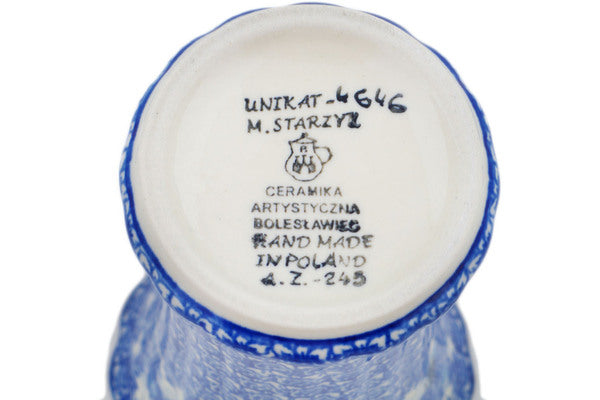 UNIKAT-4646
M. STARZYK
CERAMIKA
ARTYSTYCZNA
BOLESŁAWIEC
HAND MADE
IN POLAND
A.Z.-245